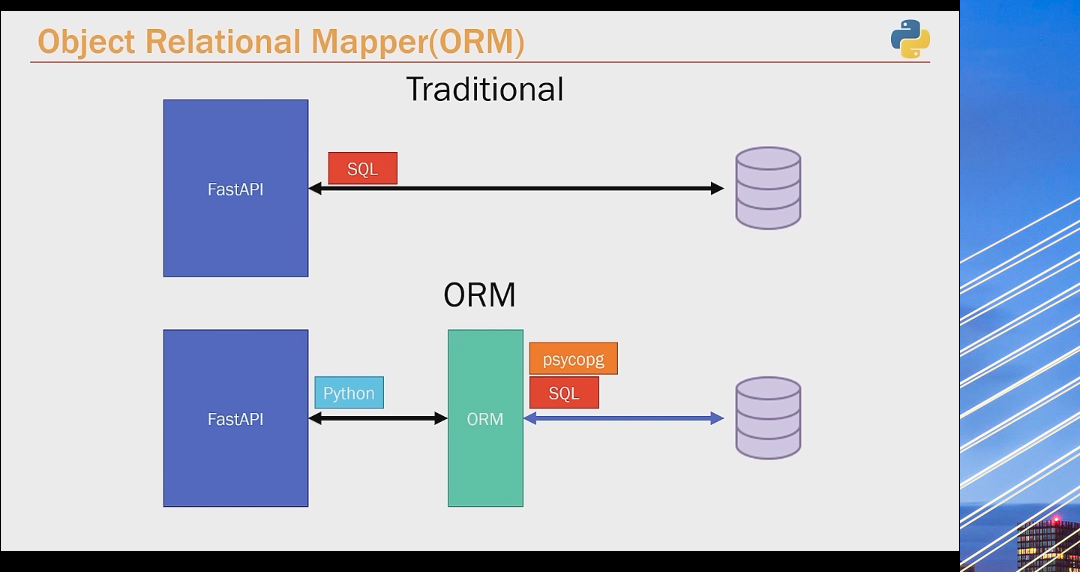 Object Relational Mapper(ORM)
Traditional
SQL
FastAPI
ORM
psycopg
Python
SQL
FastAPI
ORM